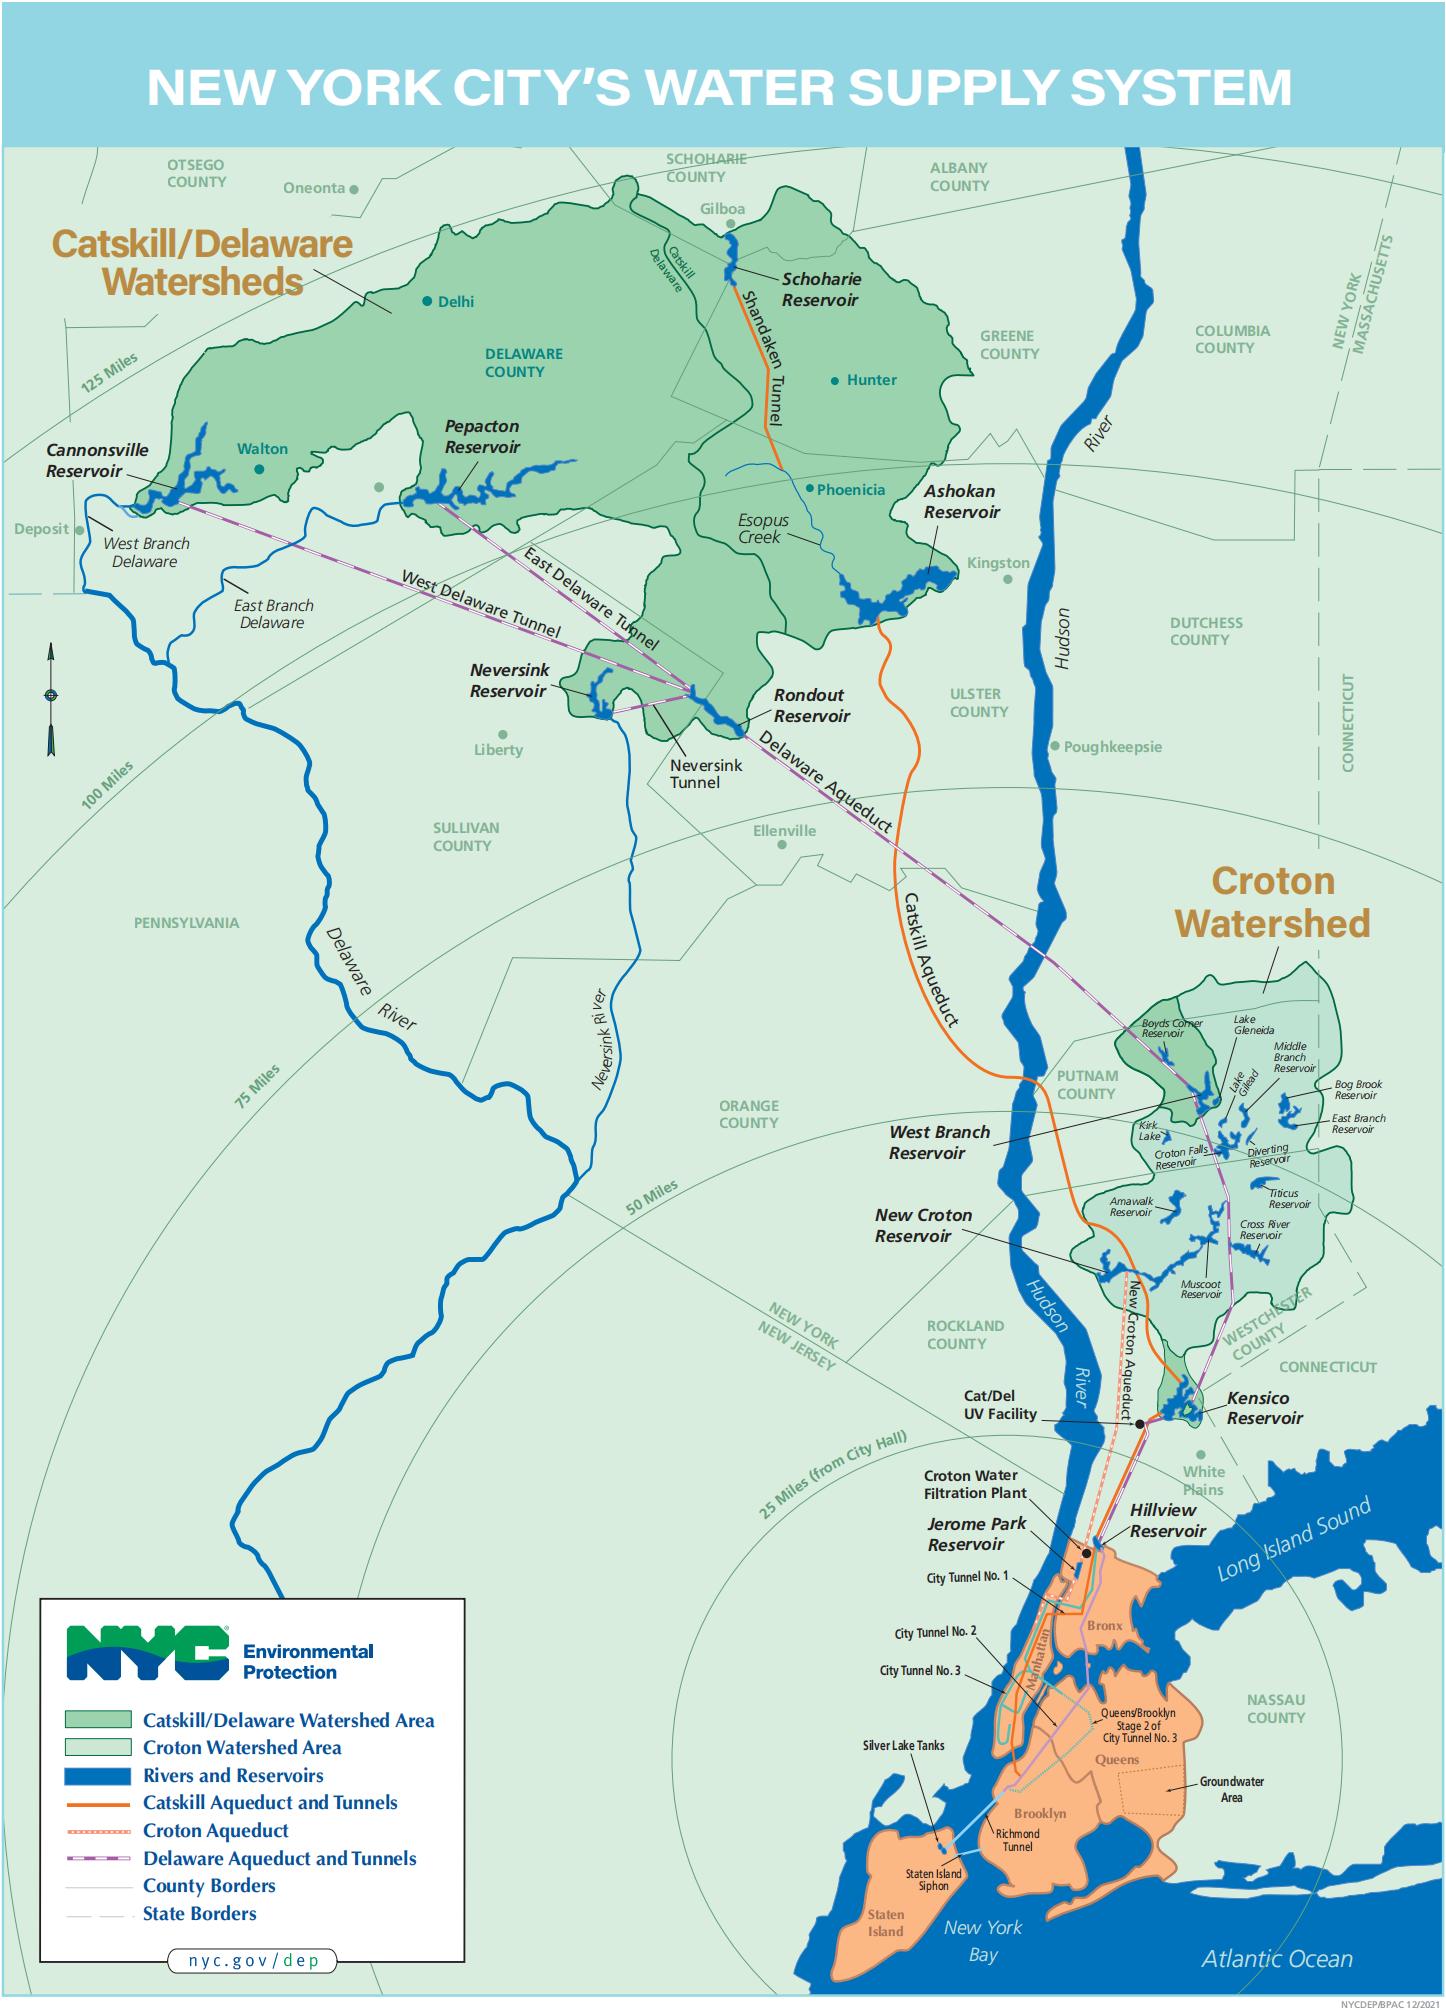 NEW YORK CITY'S WATER SUPPLY SYSTEM
OTSEGO
COUNTY
Oneonta
SCHOHARIE
COUNTY
ALBANY
COUNTY
Gilboa
Catskill/Delaware
Watersheds
Catskill
Delaware
Schoharie
Reservoir
Delhi
Shandaken Tunnel
GREENE
COUNTY
COLUMBIA
COUNTY
NEW YORK
MASSACHUSETTS
125 Miles
DELAWARE
COUNTY
Hunter
Pepacton
Reservoir
River
Cannonsville
Reservoir
Walton
Phoenicia
Ashokan
Reservoir
Esopus
Creek
Deposit
West Branch
Delaware
East Delaware Tunnel
West Delaware Tunnel
Kingston
East Branch
Delaware
Hudson
DUTCHESS
COUNTY
Neversink
Reservoir
Rondout
Reservoir
ULSTER
COUNTY
CONNECTICUT
Liberty
Neversink
Tunnel
Delaware Aqueduct
Poughkeepsie
100 Miles
SULLIVAN
COUNTY
Ellenville
Croton
Watershed
PENNSYLVANIA
Catskill Aqueduct
Delaware
River
Neversink River
Boyds Corner
Reservoir
Lake
Gleneida
Middle
Branch
Reservoir
Lake
Gilead
Bog Brook
Reservoir
75 Miles
PUTNAM
COUNTY
ORANGE
COUNTY
East Branch
Reservoir
Kirk
Lake
West Branch
Reservoir
Croton Falls
Reservoir
Diverting
Reservoir
50 Miles
Amawalk
Reservoir
Titicus
Reservoir
New Croton
Reservoir
Cross River
Reservoir
Muscoot
Reservoir
Hudson
River
New Croton Aqueduct
NEW YORK
NEW JERSEY
ROCKLAND
COUNTY
WESTCHESTER
COUNTY
CONNECTICUT
Cat/Del
UV Facility
Kensico
Reservoir
25 Miles (from City Hall)
White
Plains
Croton Water
Filtration Plant
Hillview
Reservoir
Jerome Park
Reservoir
Long Island Sound
City Tunnel No. 1
City Tunnel No. 2
Bronx
Manhattan
City Tunnel No. 3
Queens/Brooklyn
Stage 2 of
City Tunnel No. 3
NASSAU
COUNTY
Silver Lake Tanks
Queens
Groundwater
Area
Brooklyn
Richmond
Tunnel
Staten Island
Siphon
Staten
Island
New York
Bay
Atlantic Ocean
NYC
Environmental
Protection
Catskill/Delaware Watershed Area
Croton Watershed Area
Rivers and Reservoirs
Catskill Aqueduct and Tunnels
Croton Aqueduct
Delaware Aqueduct and Tunnels
County Borders
State Borders
nyc.gov/dep
NYCDEP/BPAC 12/2021